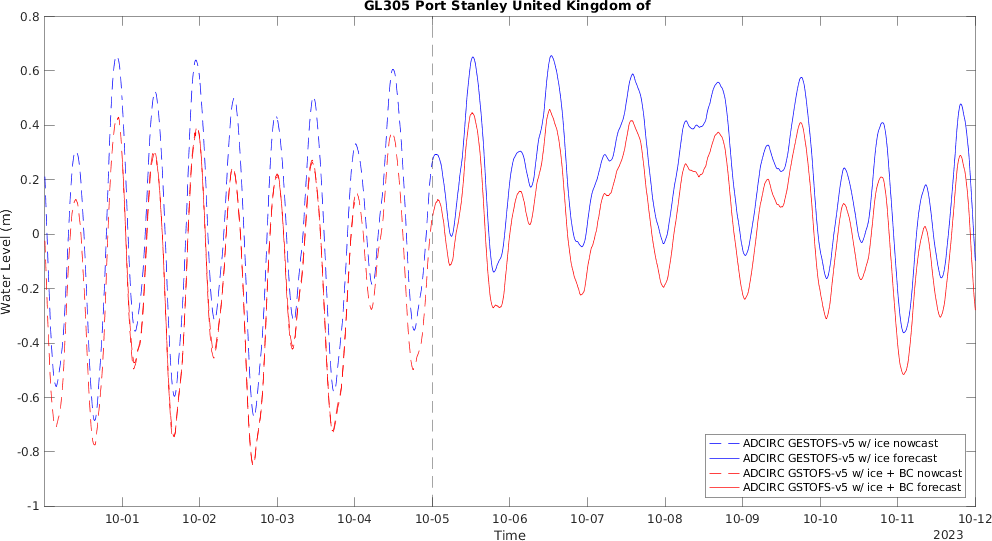 GL305 Port Stanley United Kingdom of
0.8
0.6
0.4
0.2
0
-0.2
-0.4
-0.6
-0.8
-1
Water Level (m)
10-01 10-02 10-03 10-04 10-05 10-06 10-07 10-08 10-09 10-10 10-11 10-12
Time
2023
ADCIRC GESTOFS-v5 w/ ice nowcast
ADCIRC GESTOFS-v5 w/ ice forecast
ADCIRC GSTOFS-v5 w/ ice + BC nowcast
ADCIRC GSTOFS-v5 w/ ice + BC forecast